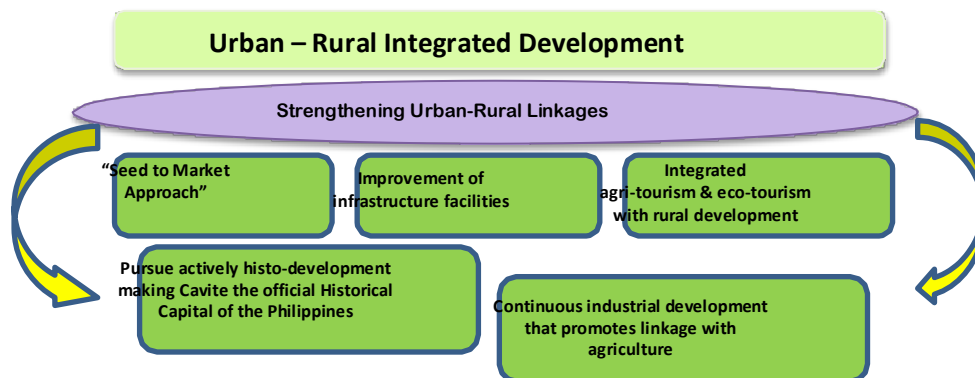 Urban – Rural Integrated Development
Strengthening Urban-Rural Linkages
“Seed to Market
Approach”
Improvement of
infrastructure facilities
Integrated
agri-tourism & eco-tourism
with rural development
Pursue actively histo-development
making Cavite the official Historical
Capital of the Philippines
Continuous industrial development
that promotes linkage with
agriculture